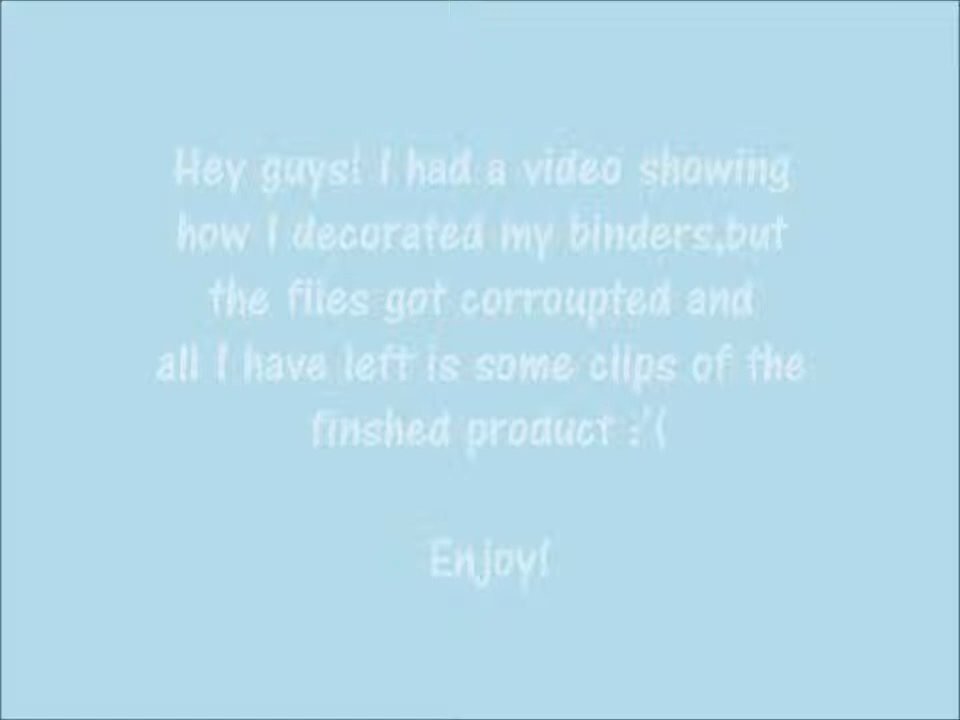 Hey guys! I had a video showing
how I decorated my binders,but
the files got corroupted and
all I have left is some clips of the
finshed product :'(
Enjoy!